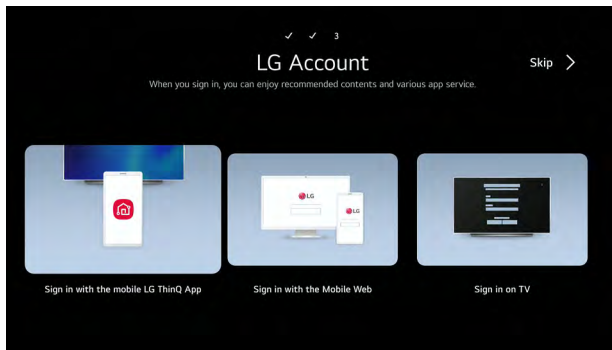 ✓ ✓ 3
LG Account
Skip >
When you sign in, you can enjoy recommended contents and various app service.
LG
LG
Sign in with the mobile LG ThinQ App
Sign in with the Mobile Web
Sign in on TV